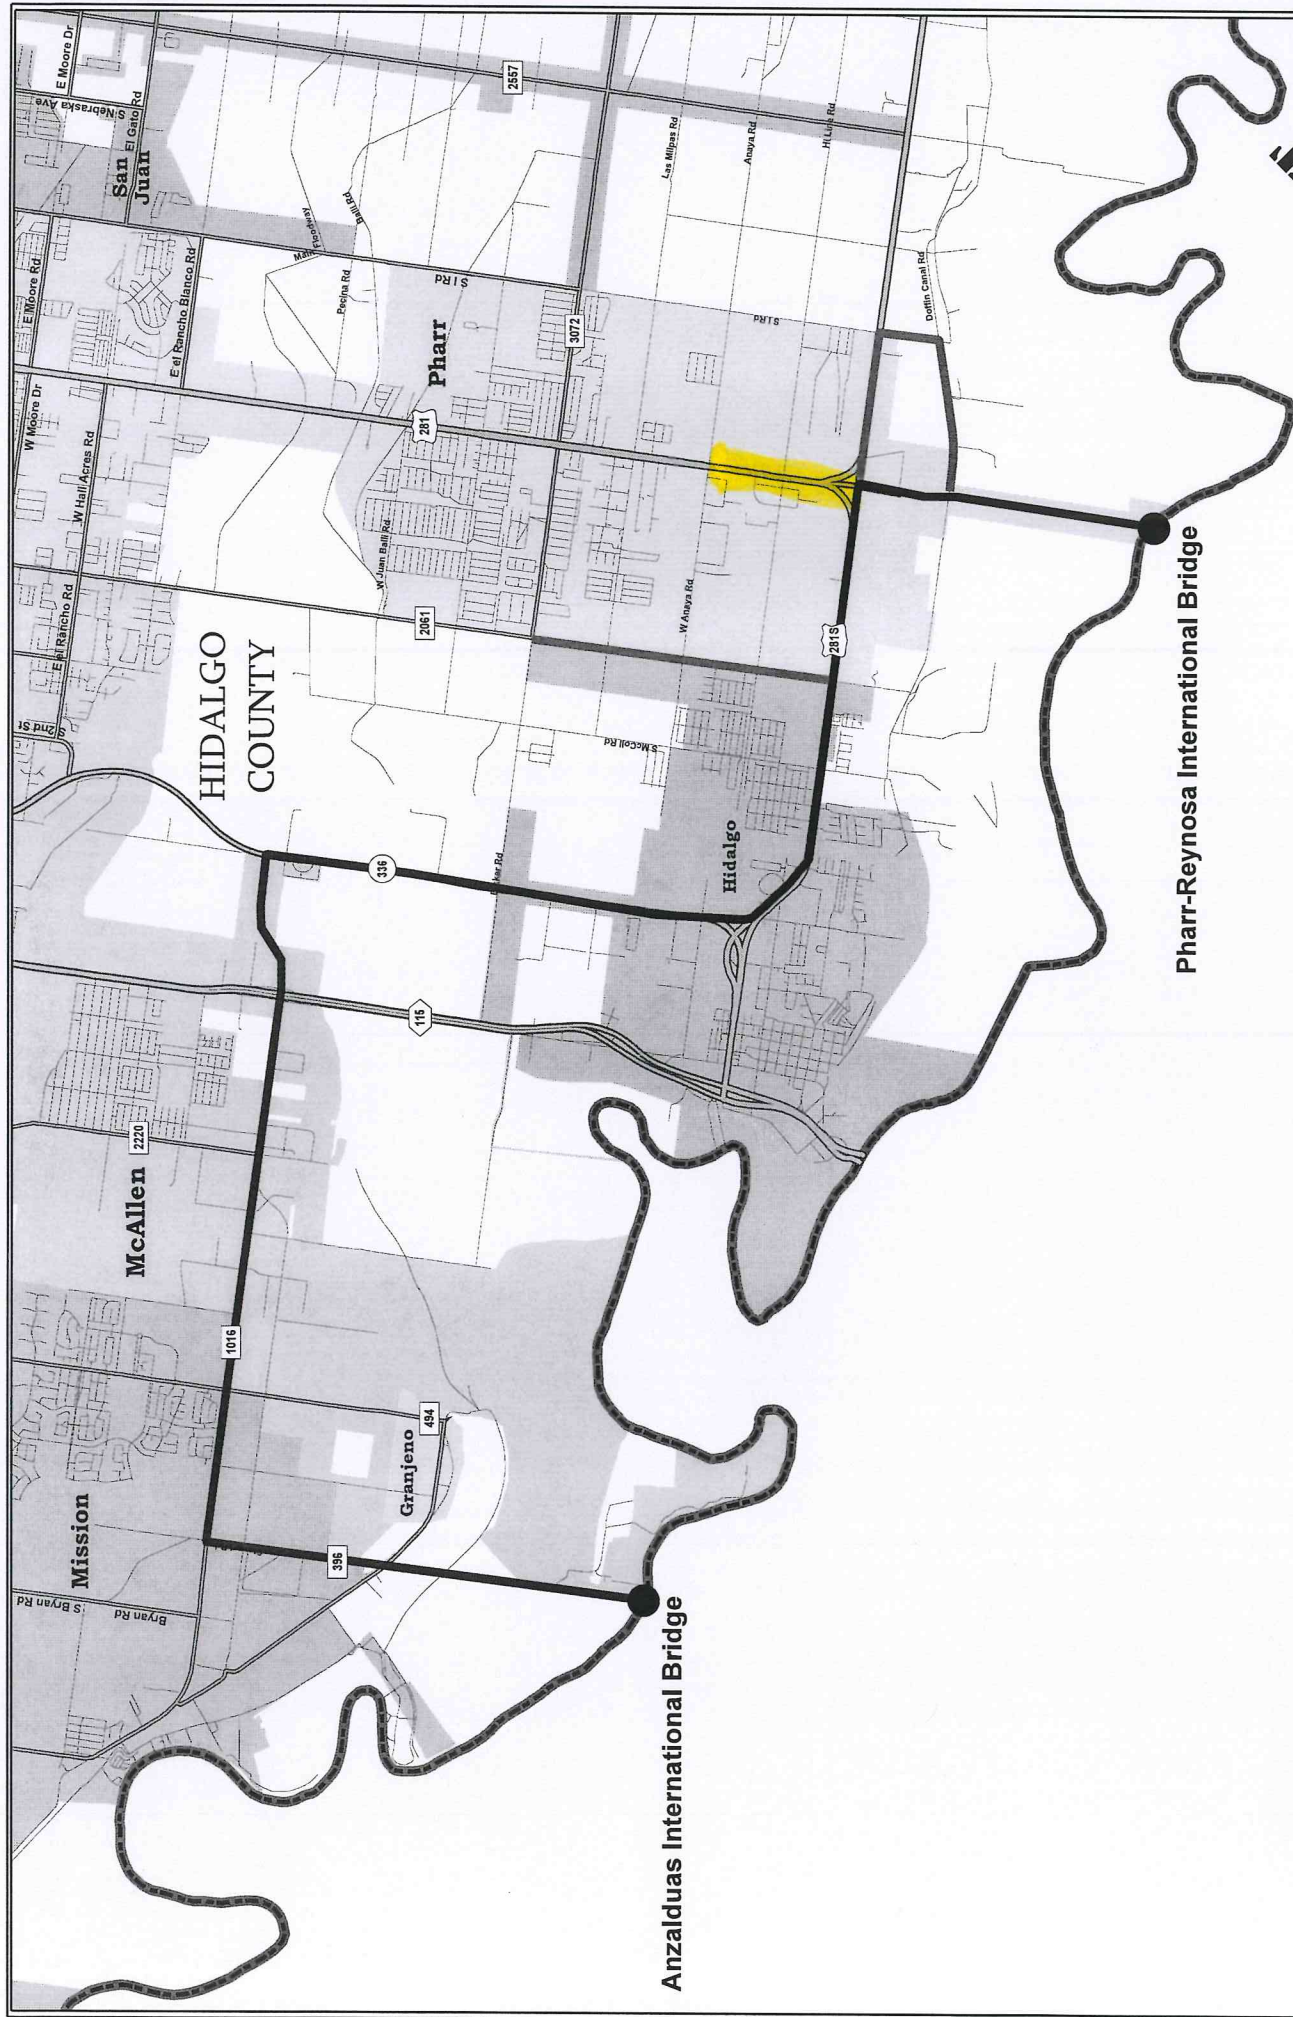 Mission
McAllen
San
Juan
Pharr
HIDALGO
COUNTY
Granjeno
Hidalgo
Anzalduas International Bridge
Pharr-Reynosa International Bridge
S Bryan Rd
Bryan Rd
396
494
1016
2220
115
336
2061
281
281S
3072
2557
S 2nd St
E el Rancho Rd
W Hall Acres Rd
W Moore Dr
E Moore Rd
E el Rancho Blanco Rd
E Moore Dr
S Nebraska Ave
El Gato Rd
Main Floodway
Balli Rd
Pecina Rd
S I Rd
S I Rd
W Juan Balli Rd
W Anaya Rd
S McColl Rd
Las Milpas Rd
Anaya Rd
Hi Line Rd
Doffin Canal Rd